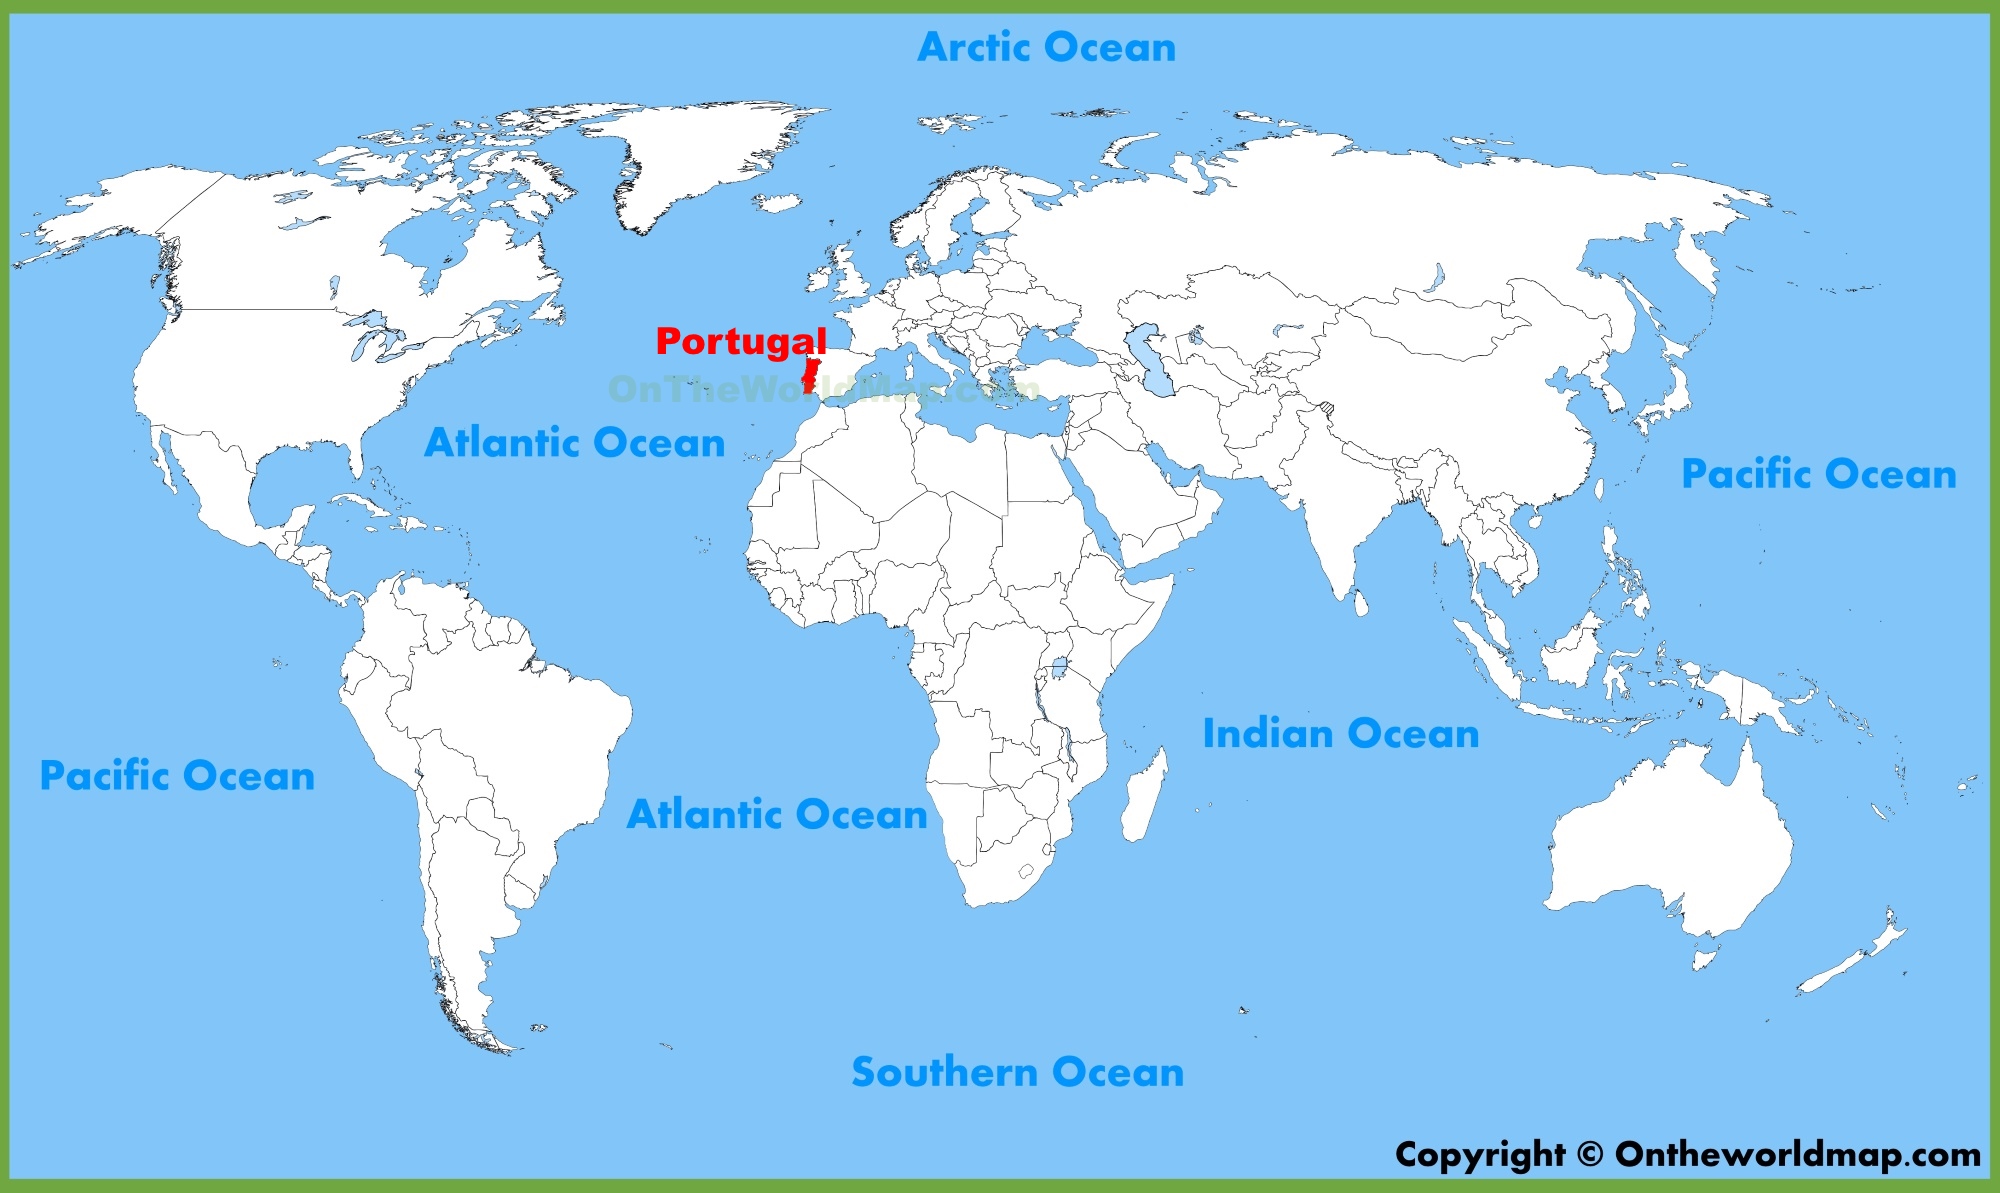 Arctic Ocean
Portugal
OnTheWorldMap.com
Atlantic Ocean
Pacific Ocean
Indian Ocean
Pacific Ocean
Atlantic Ocean
Southern Ocean
Copyright © Ontheworldmap.com